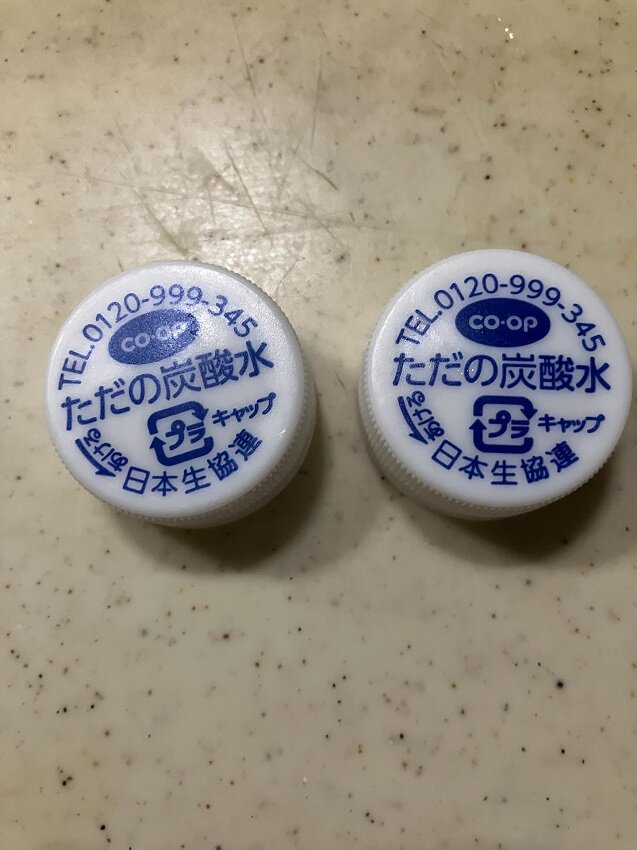 TEL.0120-999-345
CO·OP
ただの炭酸水
プラ キャップ
あける
日本生協連
TEL.0120-999-345
CO·OP
ただの炭酸水
プラ キャップ
あける
日本生協連